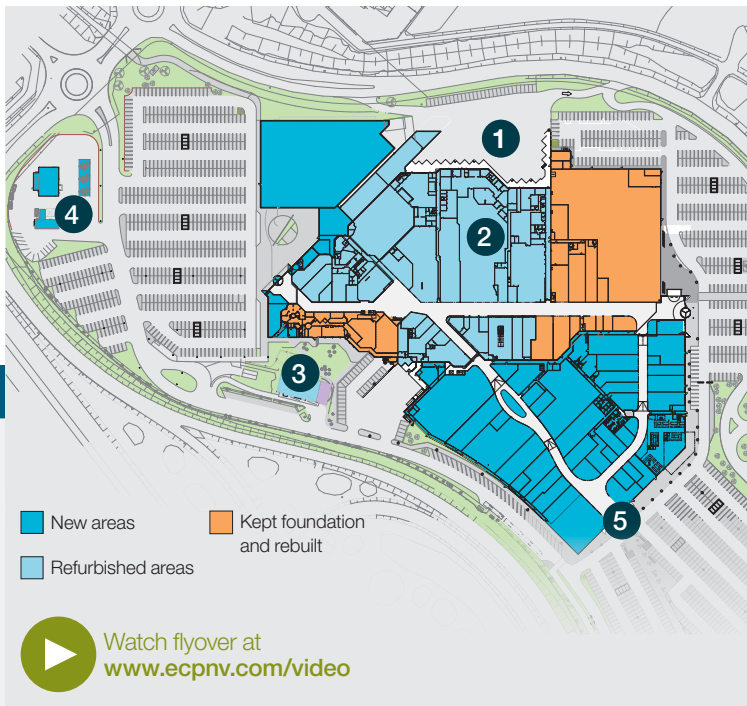 1
2
4
3
5
New areas
Kept foundation
and rebuilt
Refurbished areas
Watch flyover at
www.ecpnv.com/video